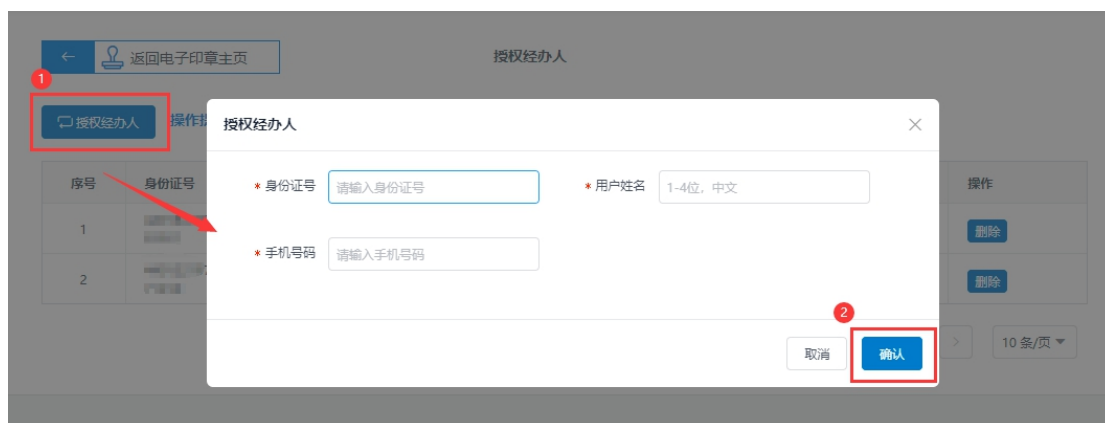 返回电子印章主页
授权经办人
1
授权经办人
操作
授权经办人
序号
身份证号
* 身份证号
请输入身份证号
* 用户姓名
1-4位，中文
操作
1
删除
* 手机号码
请输入手机号码
2
删除
2
取消
确认
10 条/页